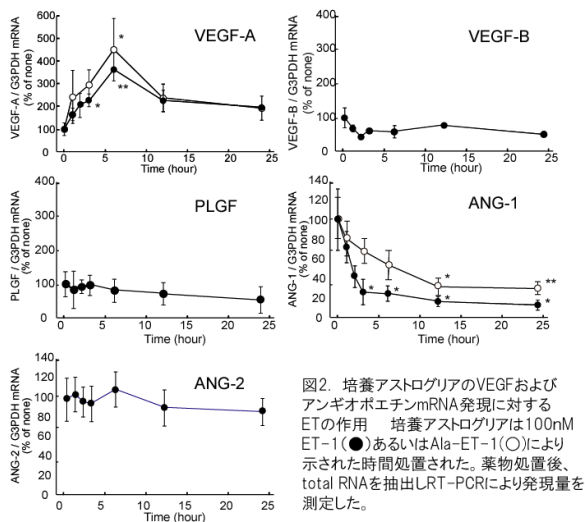 VEGF-A
VEGF-A / G3PDH mRNA
(% of none)
600
500
400
300
200
100
0
*
**
*
0 5 10 15 20 25
Time (hour)
VEGF-B
VEGF-B / G3PDH mRNA
(% of none)
400
300
200
100
0
0 5 10 15 20 25
Time (hour)
PLGF
PLGF / G3PDH mRNA
(% of none)
400
300
200
100
0
0 5 10 15 20 25
Time (hour)
ANG-1
ANG-1 / G3PDH mRNA
(% of none)
140
120
100
80
60
40
20
0
*
**
*
*
*
*
0 5 10 15 20 25
Time (hour)
ANG-2
ANG-2 / G3PDH mRNA
(% of none)
140
120
100
80
60
40
20
0
0 5 10 15 20 25
Time (hour)
図2. 培養アストログリアのVEGFおよび
アンギオポエチンmRNA発現に対する
ETの作用 培養アストログリアは100nM
ET-1(●)あるいはAla-ET-1(○)により
示された時間処置された。薬物処置後、
total RNAを抽出しRT-PCRにより発現量を
測定した。